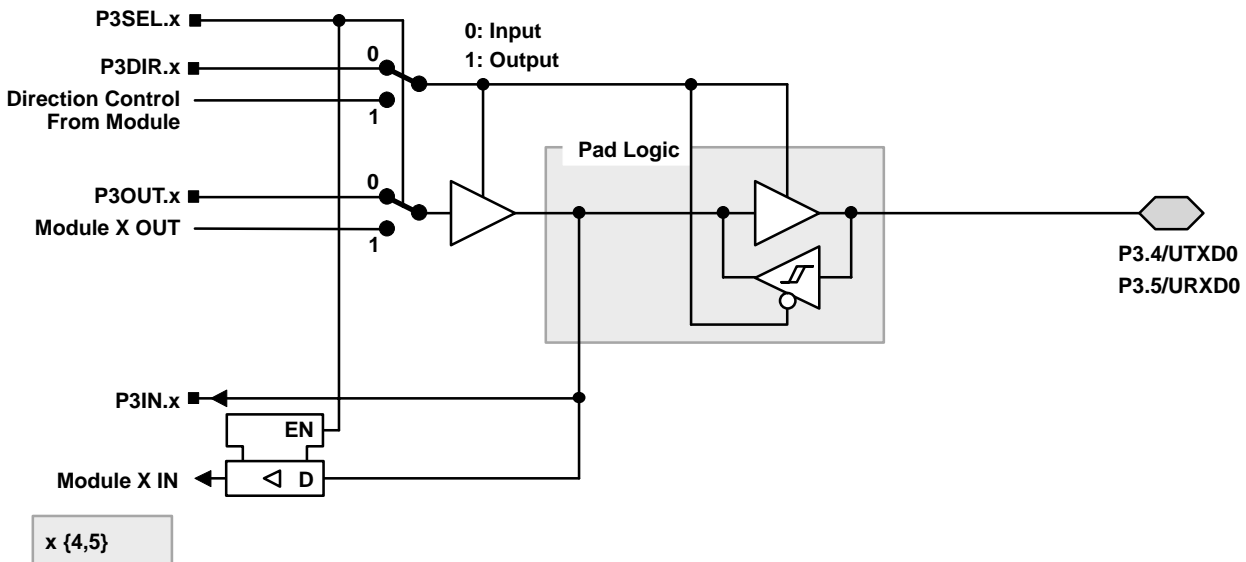 P3SEL.x
0: Input
1: Output
0
P3DIR.x
Direction Control
From Module
1
Pad Logic
0
P3OUT.x
Module X OUT
1
P3.4/UTXD0
P3.5/URXD0
P3IN.x
EN
Module X IN
D
x {4,5}